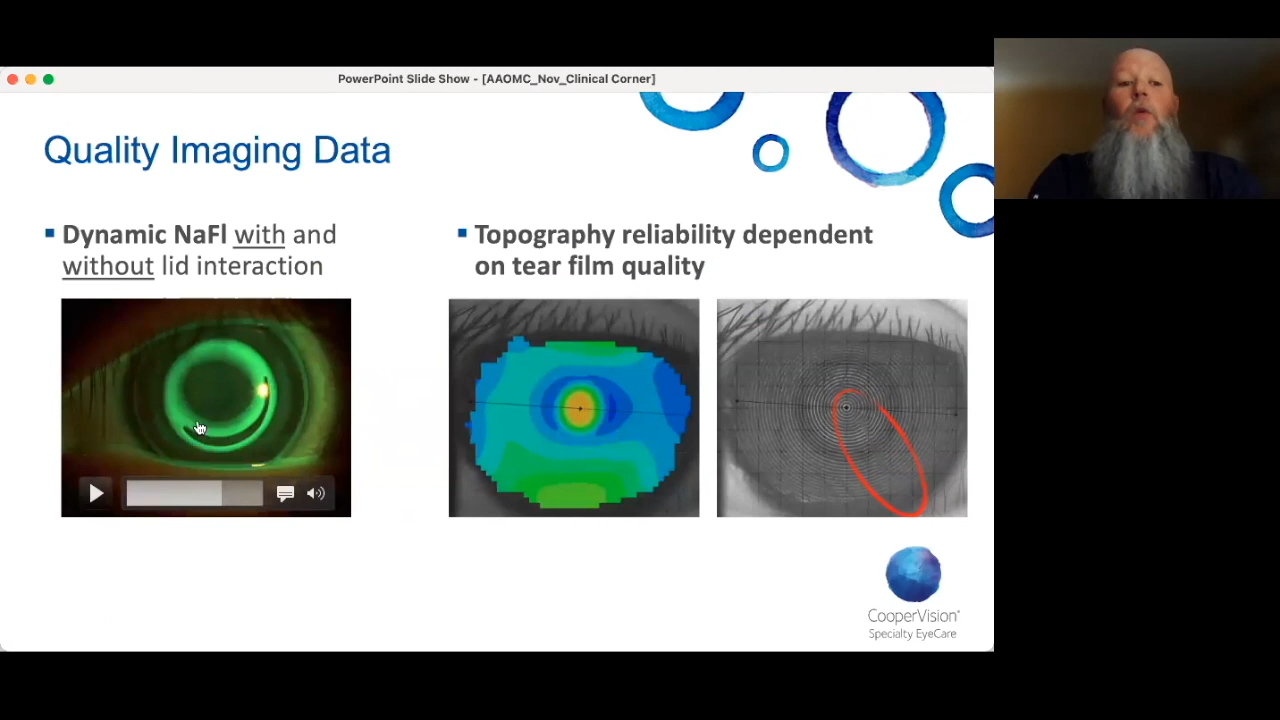 PowerPoint Slide Show - [AAOMC_Nov_Clinical Corner]
Quality Imaging Data
Dynamic NaFl with and
without lid interaction
Topography reliability dependent
on tear film quality
CooperVision®
Specialty EyeCare